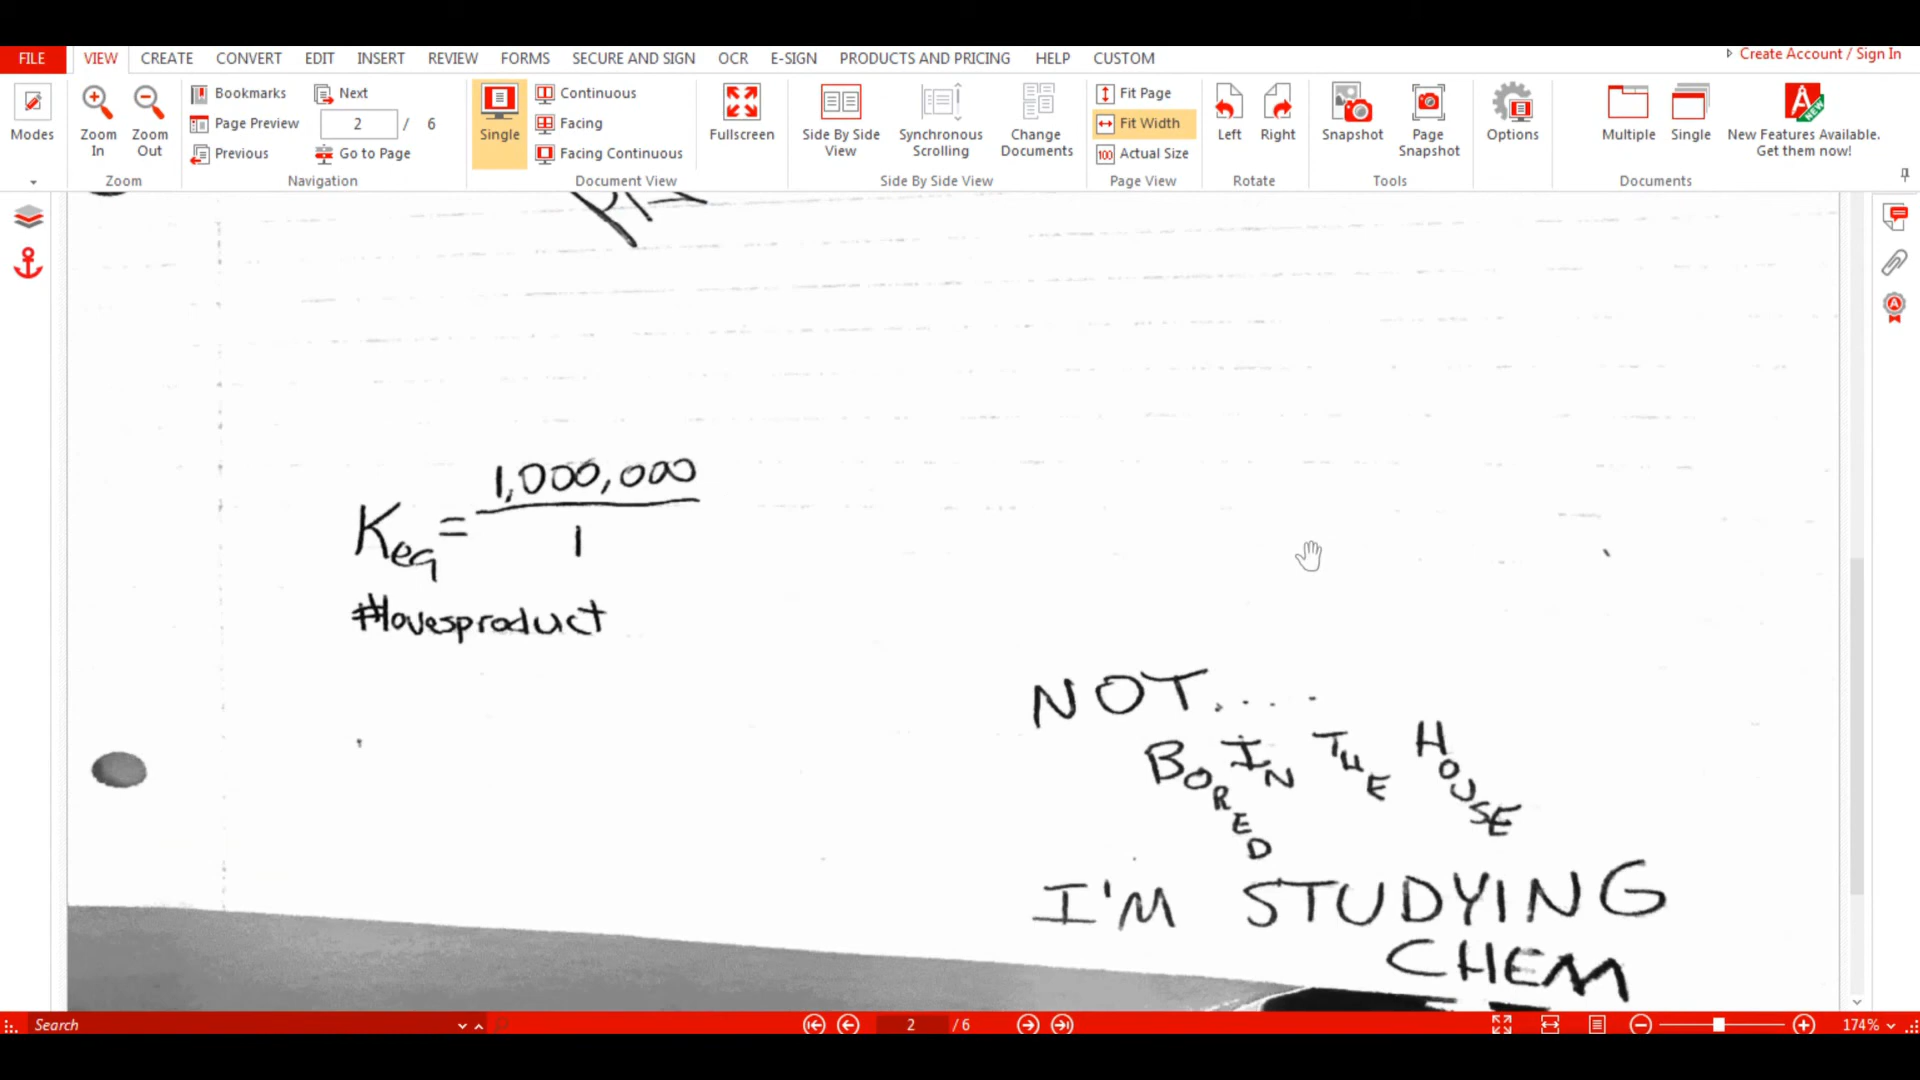 Create Account / Sign In
FILE VIEW CREATE CONVERT EDIT INSERT REVIEW FORMS SECURE AND SIGN OCR E-SIGN PRODUCTS AND PRICING HELP CUSTOM
Modes
Zoom In
Zoom Out
Zoom
Bookmarks
Page Preview
Previous
Next
2 / 6
Go to Page
Navigation
Single
Continuous
Facing
Facing Continuous
Document View
Fullscreen
Side By Side View
Synchronous Scrolling
Change Documents
Side By Side View
Fit Page
Fit Width
100 Actual Size
Page View
Left
Right
Rotate
Snapshot
Page Snapshot
Tools
Options
Multiple
Single
Documents
NEW
New Features Available.
Get them now!
1,000,000
Keq =
1
#lovesproduct
NOT....
BORED IN THE HOUSE
I'M STUDYING
CHEM
Search
2 / 6
174%